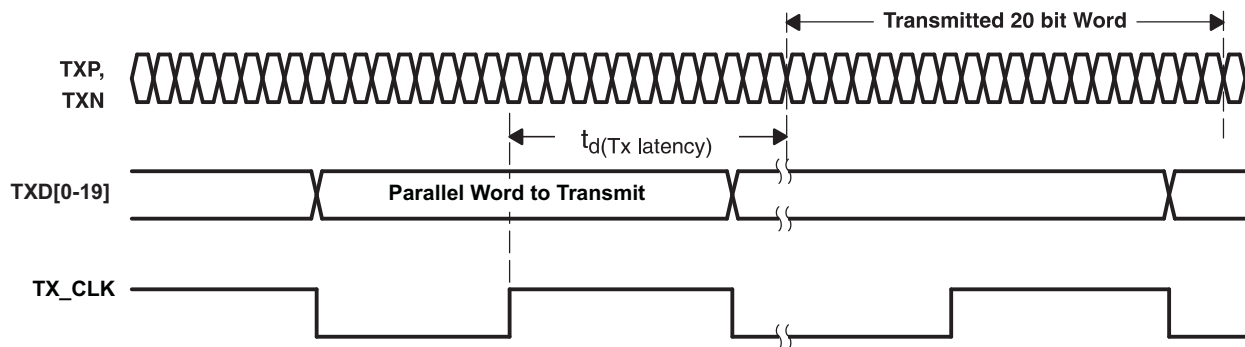 Transmitted 20 bit Word
TXP,
TXN
td(Tx latency)
TXD[0-19]
Parallel Word to Transmit
TX_CLK